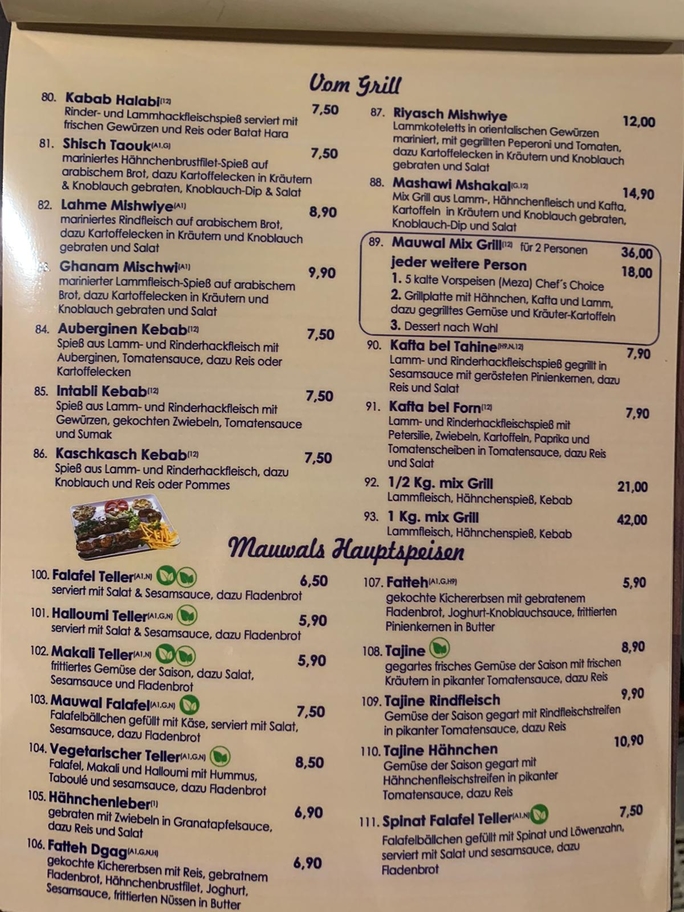 Vom Grill
80. Kabab Halabi(12) 7,50
Rinder- und Lammhackfleischspieß serviert mit
frischen Gewürzen und Reis oder Batat Hara
81. Shisch Taouk(A1,G) 7,50
mariniertes Hähnchenbrustfilet-Spieß auf
arabischem Brot, dazu Kartoffelecken in Kräutern
& Knoblauch gebraten, Knoblauch-Dip & Salat
82. Lahme Mishwiye(A1) 8,90
mariniertes Rindfleisch auf arabischem Brot,
dazu Kartoffelecken in Kräutern und Knoblauch
gebraten und Salat
Ghanam Mischwi(A1) 9,90
marinierter Lammfleisch-Spieß auf arabischem
Brot, dazu Kartoffelecken in Kräutern und
Knoblauch gebraten und Salat
84. Auberginen Kebab(12) 7,50
Spieß aus Lamm- und Rinderhackfleisch mit
Auberginen, Tomatensauce, dazu Reis oder
Kartoffelecken
85. Intabli Kebab(12) 7,50
Spieß aus Lamm- und Rinderhackfleisch mit
Gewürzen, gekochten Zwiebeln, Tomatensauce
und Sumak
86. Kaschkasch Kebab(12) 7,50
Spieß aus Lamm- und Rinderhackfleisch, dazu
Knoblauch und Reis oder Pommes
87. Riyasch Mishwiye 12,00
Lammkoteletts in orientalischen Gewürzen
mariniert, mit gegrillten Peperoni und Tomaten,
dazu Kartoffelecken in Kräutern und Knoblauch
gebraten und Salat
88. Mashawi Mshakal(G,12) 14,90
Mix Grill aus Lamm-, Hähnchenfleisch und Kafta,
Kartoffeln in Kräutern und Knoblauch gebraten,
Knoblauch-Dip und Salat
89. Mauwal Mix Grill(12) für 2 Personen 36,00
jeder weitere Person 18,00
1. 5 kalte Vorspeisen (Meza) Chef´s Choice
2. Grillplatte mit Hähnchen, Kafta und Lamm,
dazu gegrilltes Gemüse und Kräuter-Kartoffeln
3. Dessert nach Wahl
90. Kafta bel Tahine(H9,N,12) 7,90
Lamm- und Rinderhackfleischspieß gegrillt in
Sesamsauce mit gerösteten Pinienkernen, dazu
Reis und Salat
91. Kafta bel Forn(12) 7,90
Lamm- und Rinderhackfleischspieß mit
Petersilie, Zwiebeln, Kartoffeln, Paprika und
Tomatenscheiben in Tomatensauce, dazu Reis
und Salat
92. 1/2 Kg. mix Grill 21,00
Lammfleisch, Hähnchenspieß, Kebab
93. 1 Kg. mix Grill 42,00
Lammfleisch, Hähnchenspieß, Kebab
Mauwals Hauptspeisen
100. Falafel Teller(A1,N) 6,50
serviert mit Salat & Sesamsauce, dazu Fladenbrot
101. Halloumi Teller(A1,G,N) 5,90
serviert mit Salat & Sesamsauce, dazu Fladenbrot
102. Makali Teller(A1,N) 5,90
frittiertes Gemüse der Saison, dazu Salat,
Sesamsauce und Fladenbrot
103. Mauwal Falafel(A1,G,N) 7,50
Falafelbällchen gefüllt mit Käse, serviert mit Salat,
Sesamsauce, dazu Fladenbrot
104. Vegetarischer Teller(A1,G,N) 8,50
Falafel, Makali und Halloumi mit Hummus,
Taboulé und sesamsauce, dazu Fladenbrot
105. Hähnchenleber(1) 6,90
gebraten mit Zwiebeln in Granatapfelsauce,
dazu Reis und Salat
106. Fatteh Dgag(A1,G,N,H) 6,90
gekochte Kichererbsen mit Reis, gebratnem
Fladenbrot, Hähnchenbrustfilet, Joghurt,
Sesamsauce, frittierten Nüssen in Butter
107. Fatteh(A1,G,H9) 5,90
gekochte Kichererbsen mit gebratenem
Fladenbrot, Joghurt-Knoblauchsauce, frittierten
Pinienkernen in Butter
108. Tajine 8,90
gegartes frisches Gemüse der Saison mit frischen
Kräutern in pikanter Tomatensauce, dazu Reis
109. Tajine Rindfleisch 9,90
Gemüse der Saison gegart mit Rindfleischstreifen
in pikanter Tomatensauce, dazu Reis
110. Tajine Hähnchen 10,90
Gemüse der Saison gegart mit
Hähnchenfleischstreifen in pikanter
Tomatensauce, dazu Reis
111. Spinat Falafel Teller(A1,N) 7,50
Falafelbällchen gefüllt mit Spinat und Löwenzahn,
serviert mit Salat und sesamsauce, dazu
Fladenbrot